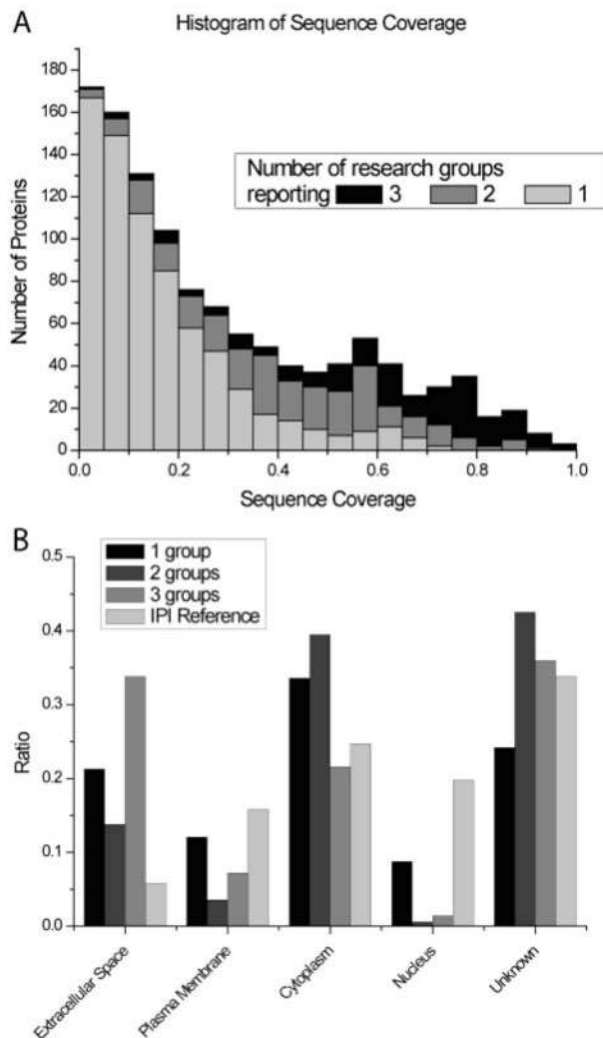 A
Histogram of Sequence Coverage
Number of Proteins
180
160
140
120
100
80
60
40
20
0
Number of research groups
reporting 3 2 1
0.0 0.2 0.4 0.6 0.8 1.0
Sequence Coverage
B
1 group
2 groups
3 groups
IPI Reference
Ratio
0.5
0.4
0.3
0.2
0.1
0.0
Extracellular Space
Plasma Membrane
Cytoplasm
Nucleus
Unknown